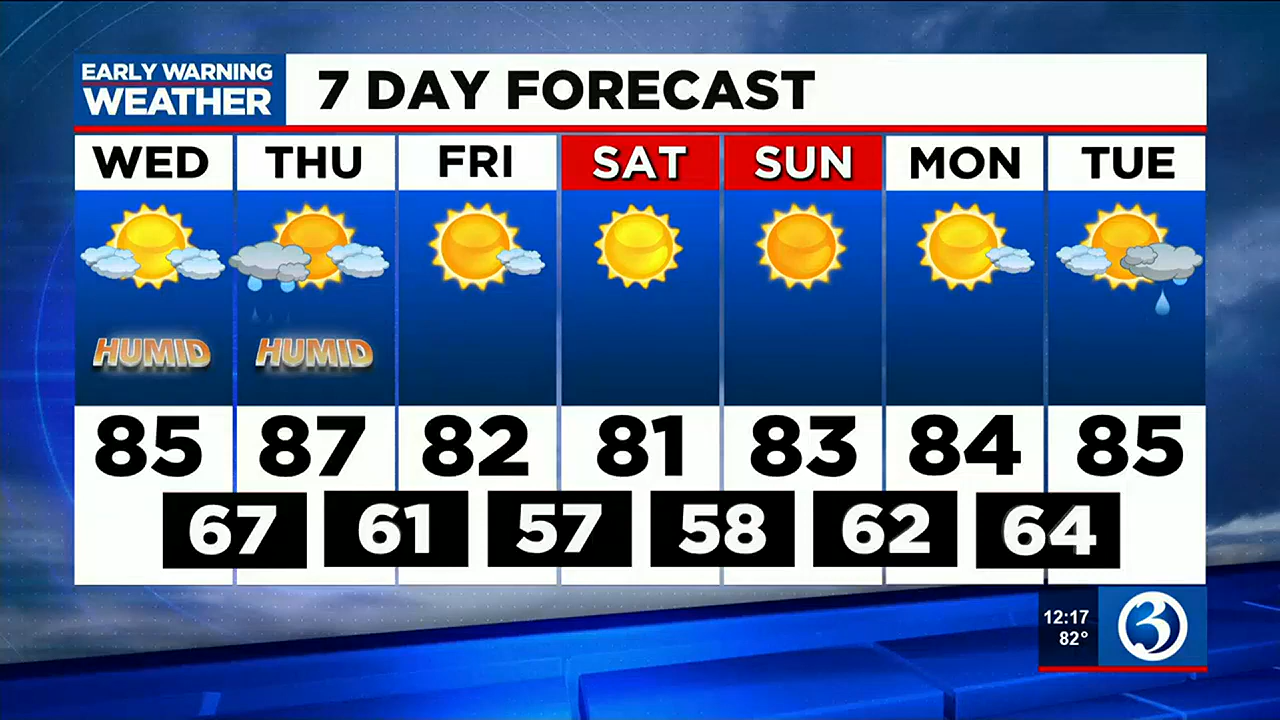 EARLY WARNING
WEATHER
7 DAY FORECAST
WED THU FRI SAT SUN MON TUE
HUMID HUMID
85 87 82 81 83 84 85
67 61 57 58 62 64
12:17
82°
3